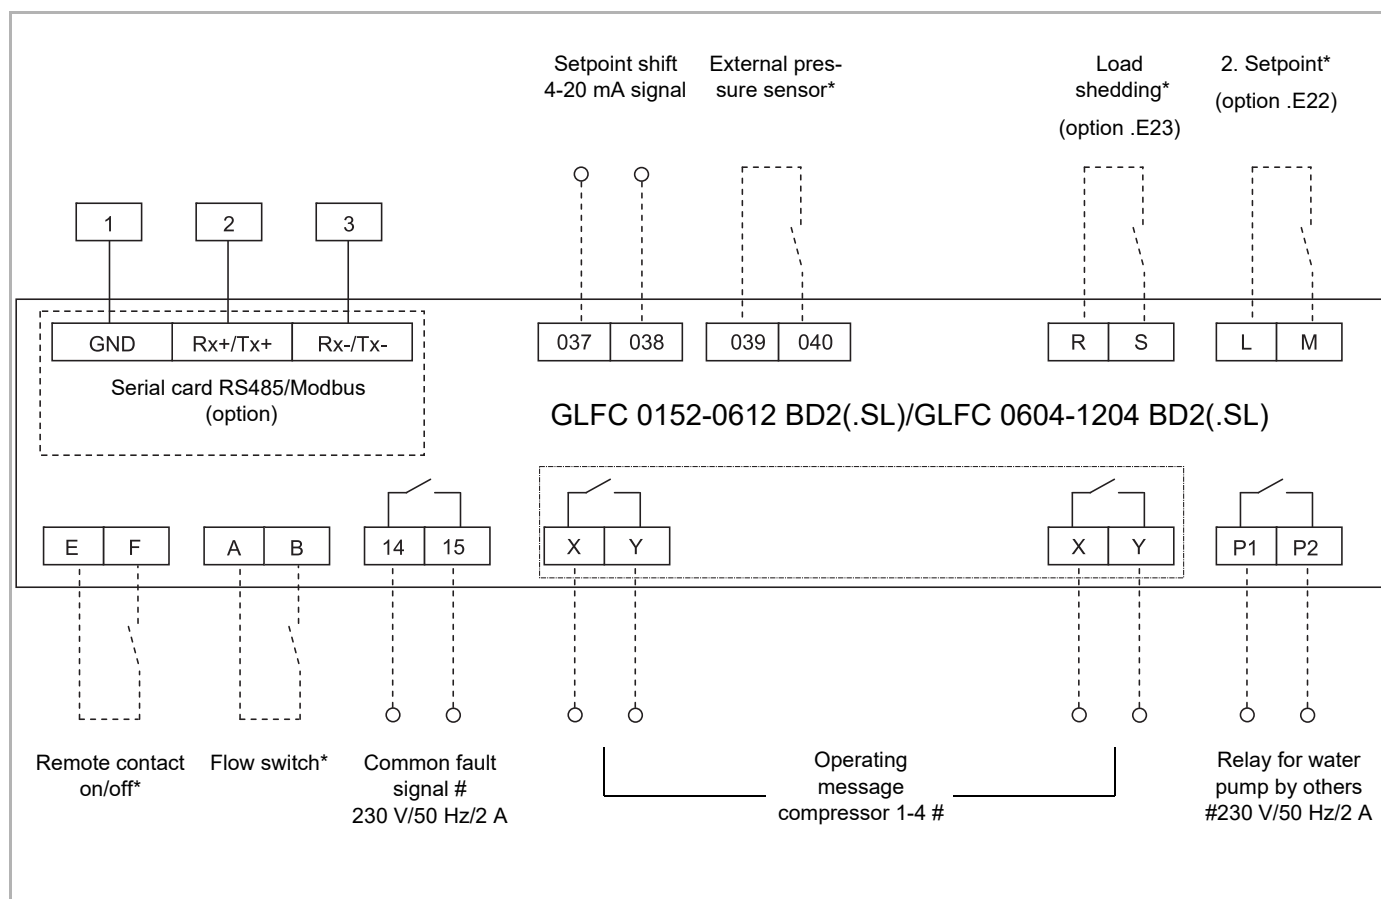 Setpoint shift
4-20 mA signal
External pres-
sure sensor*
Load
shedding*
(option .E23)
2. Setpoint*
(option .E22)
1
2
3
GND
Rx+/Tx+
Rx-/Tx-
037
038
039
040
R
S
L
M
Serial card RS485/Modbus
(option)
GLFC 0152-0612 BD2(.SL)/GLFC 0604-1204 BD2(.SL)
E
F
A
B
14
15
X
Y
X
Y
P1
P2
Remote contact
on/off*
Flow switch*
Common fault
signal #
230 V/50 Hz/2 A
Operating
message
compressor 1-4 #
Relay for water
pump by others
#230 V/50 Hz/2 A